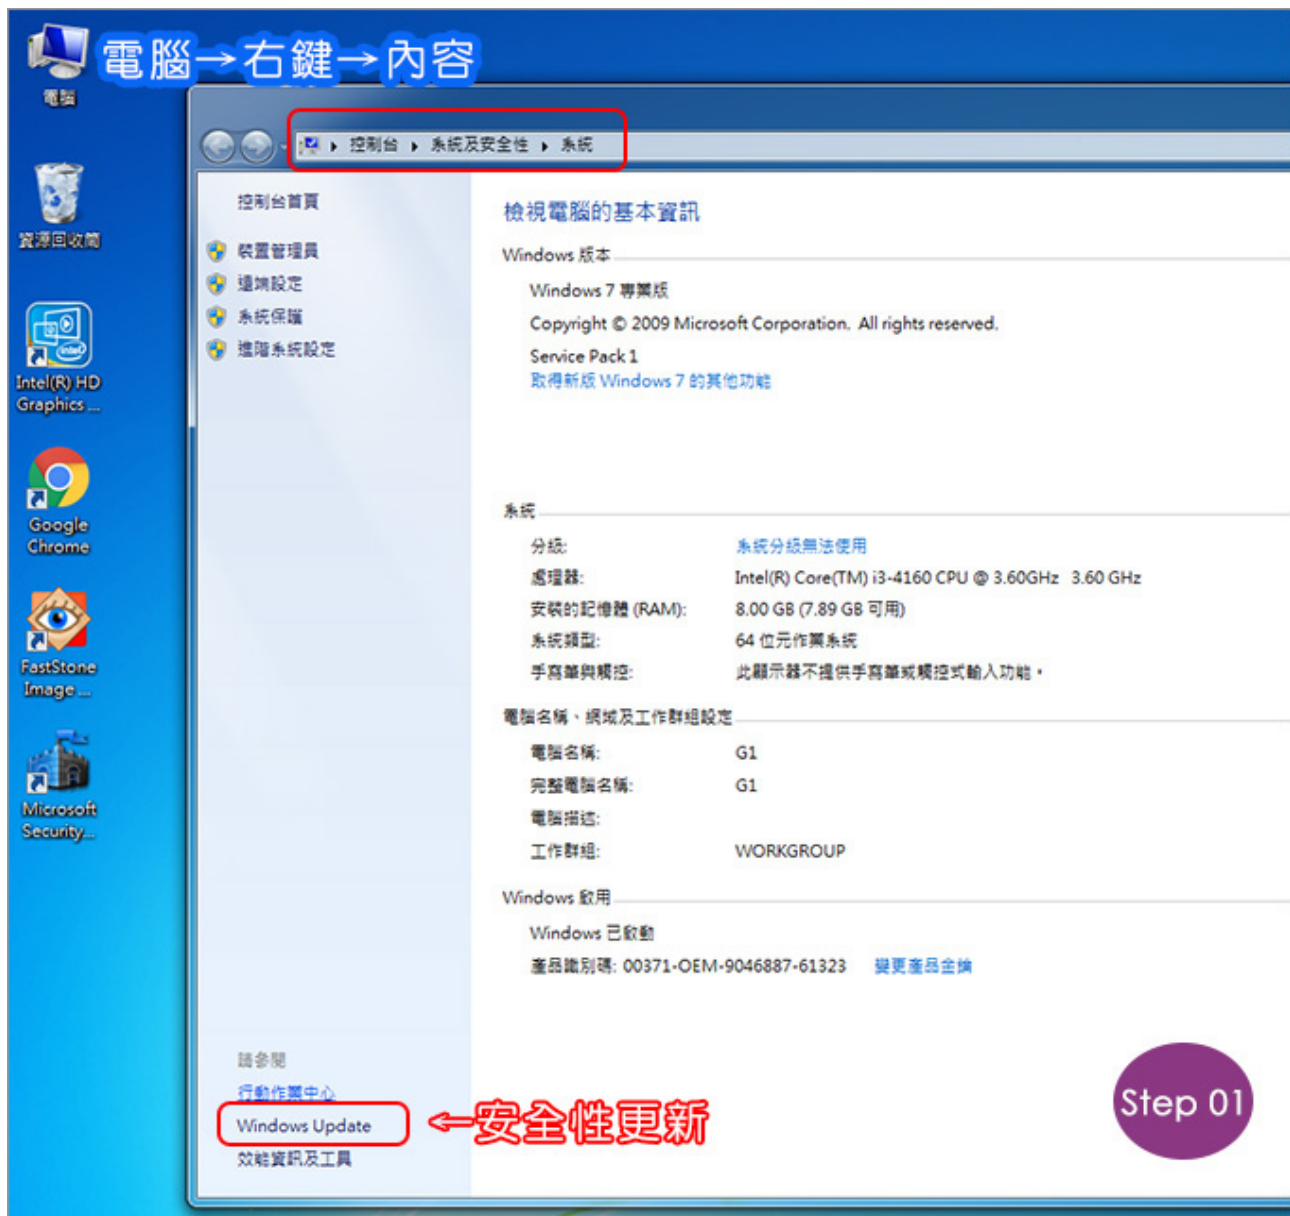 電腦→右鍵→內容
電腦
控制台 ▸ 系統及安全性 ▸ 系統
資源回收筒
Intel(R) HD
Graphics ...
Google
Chrome
FastStone
Image ...
Microsoft
Security...
控制台首頁
裝置管理員
遠端設定
系統保護
進階系統設定
檢視電腦的基本資訊
Windows 版本
Windows 7 專業版
Copyright © 2009 Microsoft Corporation. All rights reserved.
Service Pack 1
取得新版 Windows 7 的其他功能
系統
分級: 系統分級無法使用
處理器: Intel(R) Core(TM) i3-4160 CPU @ 3.60GHz 3.60 GHz
安裝的記憶體 (RAM): 8.00 GB (7.89 GB 可用)
系統類型: 64 位元作業系統
手寫筆與觸控: 此顯示器不提供手寫筆或觸控式輸入功能。
電腦名稱、網域及工作群組設定
電腦名稱: G1
完整電腦名稱: G1
電腦描述:
工作群組: WORKGROUP
Windows 啟用
Windows 已啟動
產品識別碼: 00371-OEM-9046887-61323 變更產品金鑰
請參閱
行動作業中心
Windows Update ←安全性更新
效能資訊及工具
Step 01